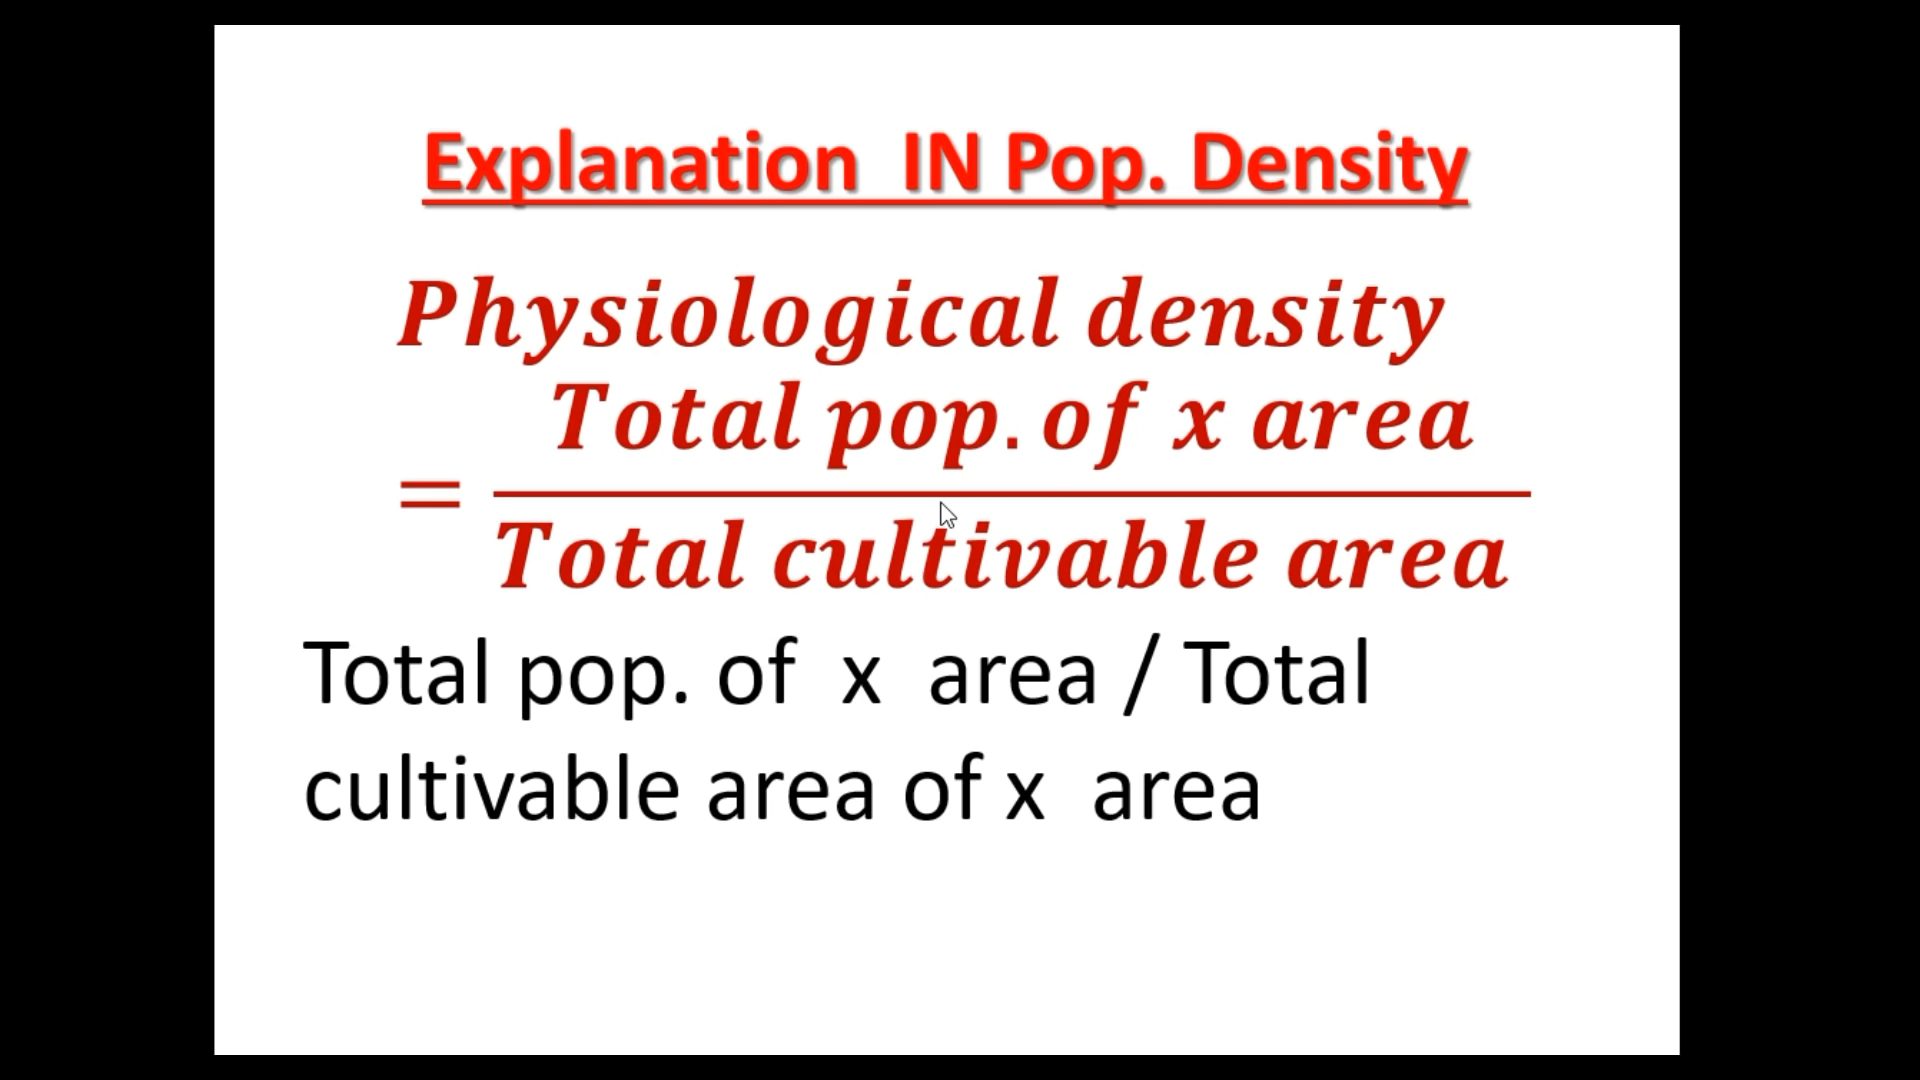 Explanation IN Pop. Density
Physiological density
Total pop. of x area
=
Total cultivable area
Total pop. of x area / Total
cultivable area of x area